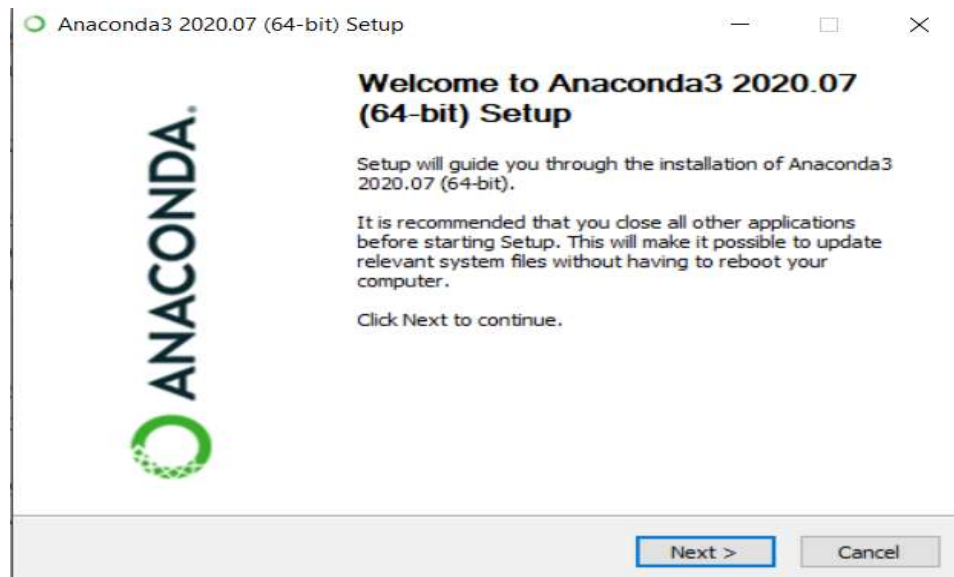 Anaconda3 2020.07 (64-bit) Setup
ANACONDA.
Welcome to Anaconda3 2020.07
(64-bit) Setup
Setup will guide you through the installation of Anaconda3
2020.07 (64-bit).
It is recommended that you close all other applications
before starting Setup. This will make it possible to update
relevant system files without having to reboot your
computer.
Click Next to continue.
Next >
Cancel